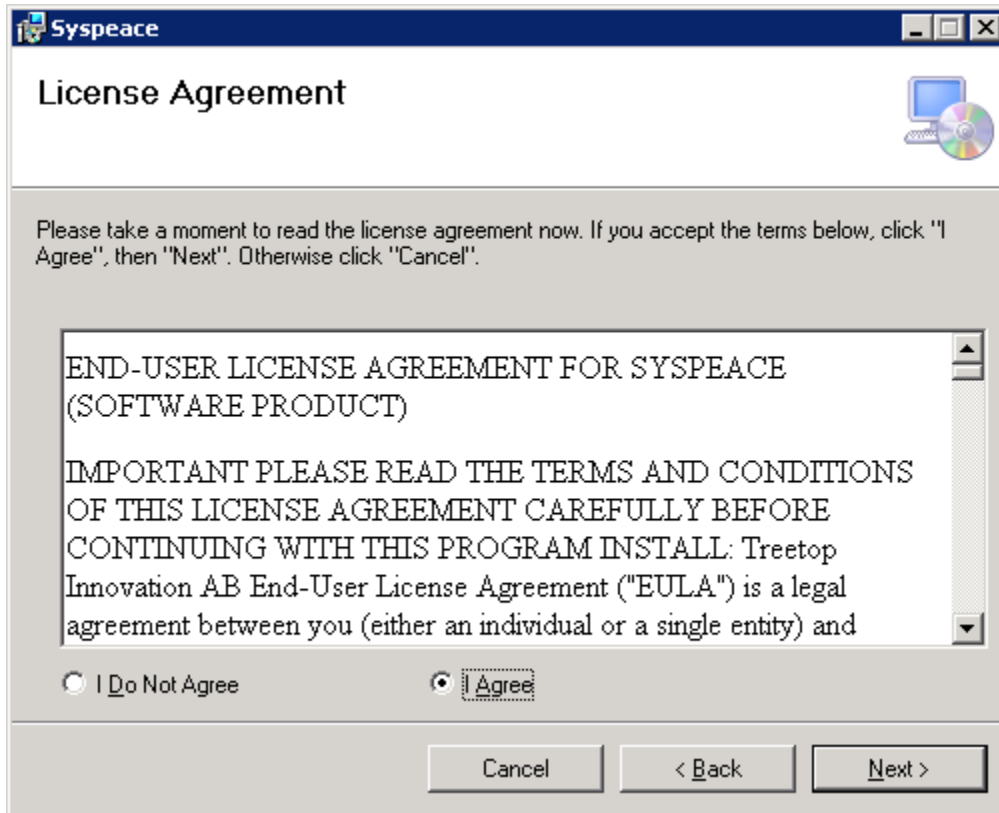 Syspeace
License Agreement
Please take a moment to read the license agreement now. If you accept the terms below, click "I
Agree", then "Next". Otherwise click "Cancel".
END-USER LICENSE AGREEMENT FOR SYSPEACE
(SOFTWARE PRODUCT)
IMPORTANT PLEASE READ THE TERMS AND CONDITIONS
OF THIS LICENSE AGREEMENT CAREFULLY BEFORE
CONTINUING WITH THIS PROGRAM INSTALL: Treetop
Innovation AB End-User License Agreement ("EULA") is a legal
agreement between you (either an individual or a single entity) and
I Do Not Agree
I Agree
Cancel
< Back
Next >